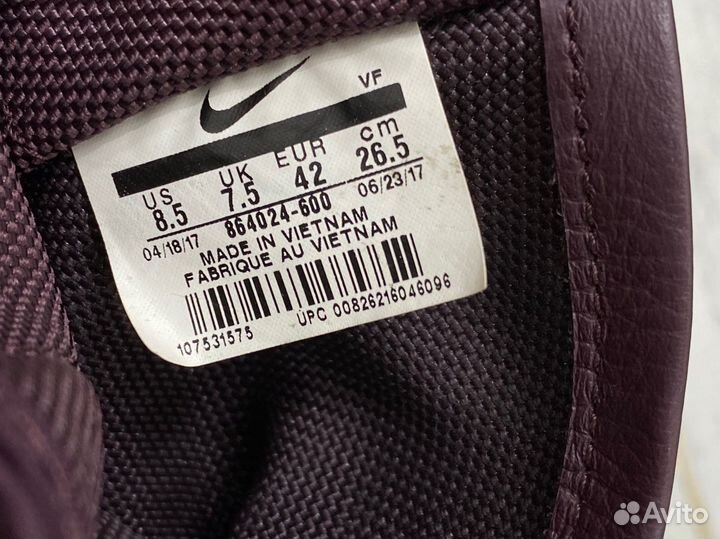 VF
US UK EUR cm
8.5 7.5 42 26.5
04/18/17 864024-600 06/23/17
MADE IN VIETNAM
FABRIQUE AU VIETNAM
107531575 UPC 00826216046096
Avito